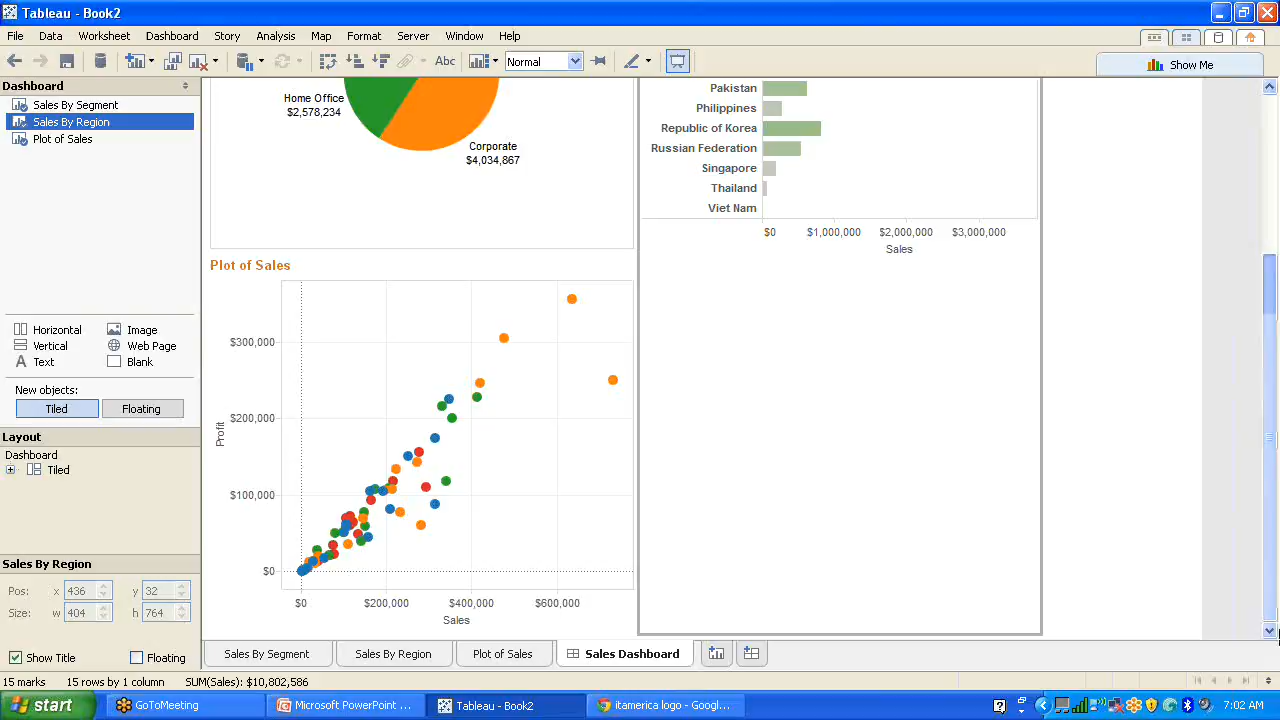 Tableau - Book2
File Data Worksheet Dashboard Story Analysis Map Format Server Window Help
Abc Normal
Show Me
Dashboard
Sales By Segment
Sales By Region
Plot of Sales
Horizontal Image
Vertical Web Page
A Text Blank
New objects:
Tiled Floating
Layout
Dashboard
Tiled
Sales By Region
Pos: x 436 y 32
Size: w 404 h 764
Show Title Floating
Home Office
$2,578,234
Corporate
$4,034,867
Plot of Sales
Profit
$300,000
$200,000
$100,000
$0
$0 $200,000 $400,000 $600,000
Sales
Pakistan
Philippines
Republic of Korea
Russian Federation
Singapore
Thailand
Viet Nam
$0 $1,000,000 $2,000,000 $3,000,000
Sales
Sales By Segment Sales By Region Plot of Sales Sales Dashboard
15 marks 15 rows by 1 column SUM(Sales): $10,802,586
start GoToMeeting Microsoft PowerPoint ... Tableau - Book2 itamerica logo - Googl... 7:02 AM